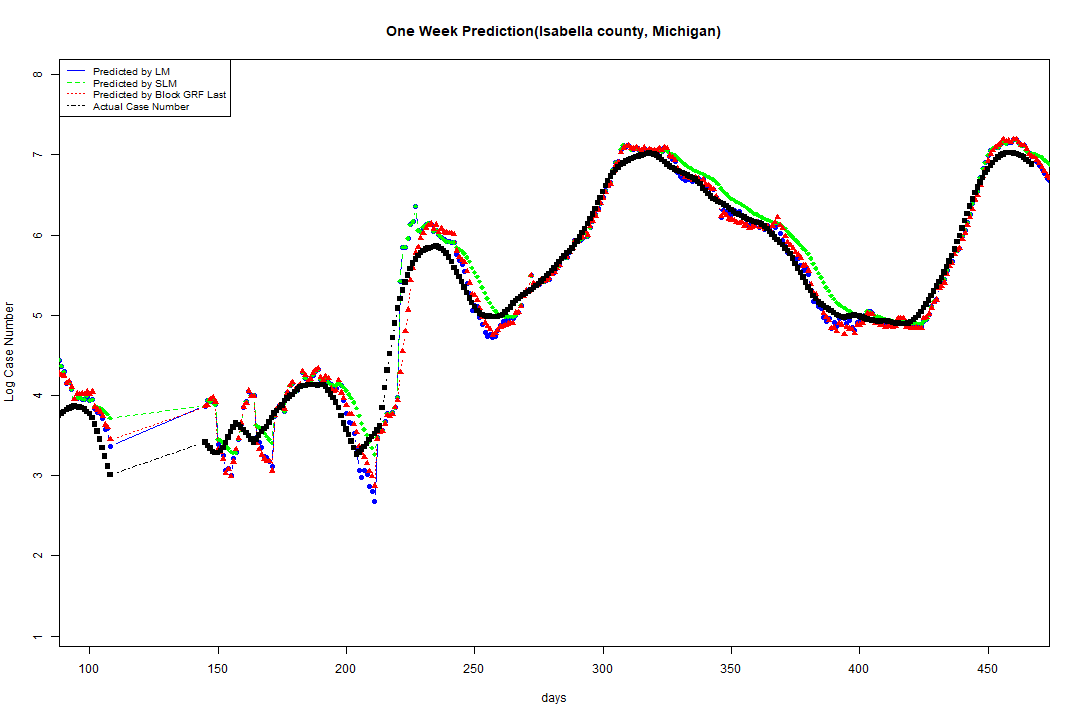 One Week Prediction(Isabella county, Michigan)
Predicted by LM
Predicted by SLM
Predicted by Block GRF Last
Actual Case Number
8
7
6
5
4
3
2
1
Log Case Number
100 150 200 250 300 350 400 450
days